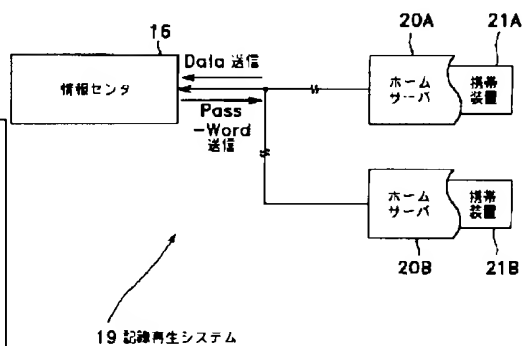 16
情報センタ
Data 送信
Pass
-Word
送信
20A
21A
ホーム
サーバ
携帯
装置
ホーム
サーバ
携帯
装置
20B
21B
19 記録再生システム